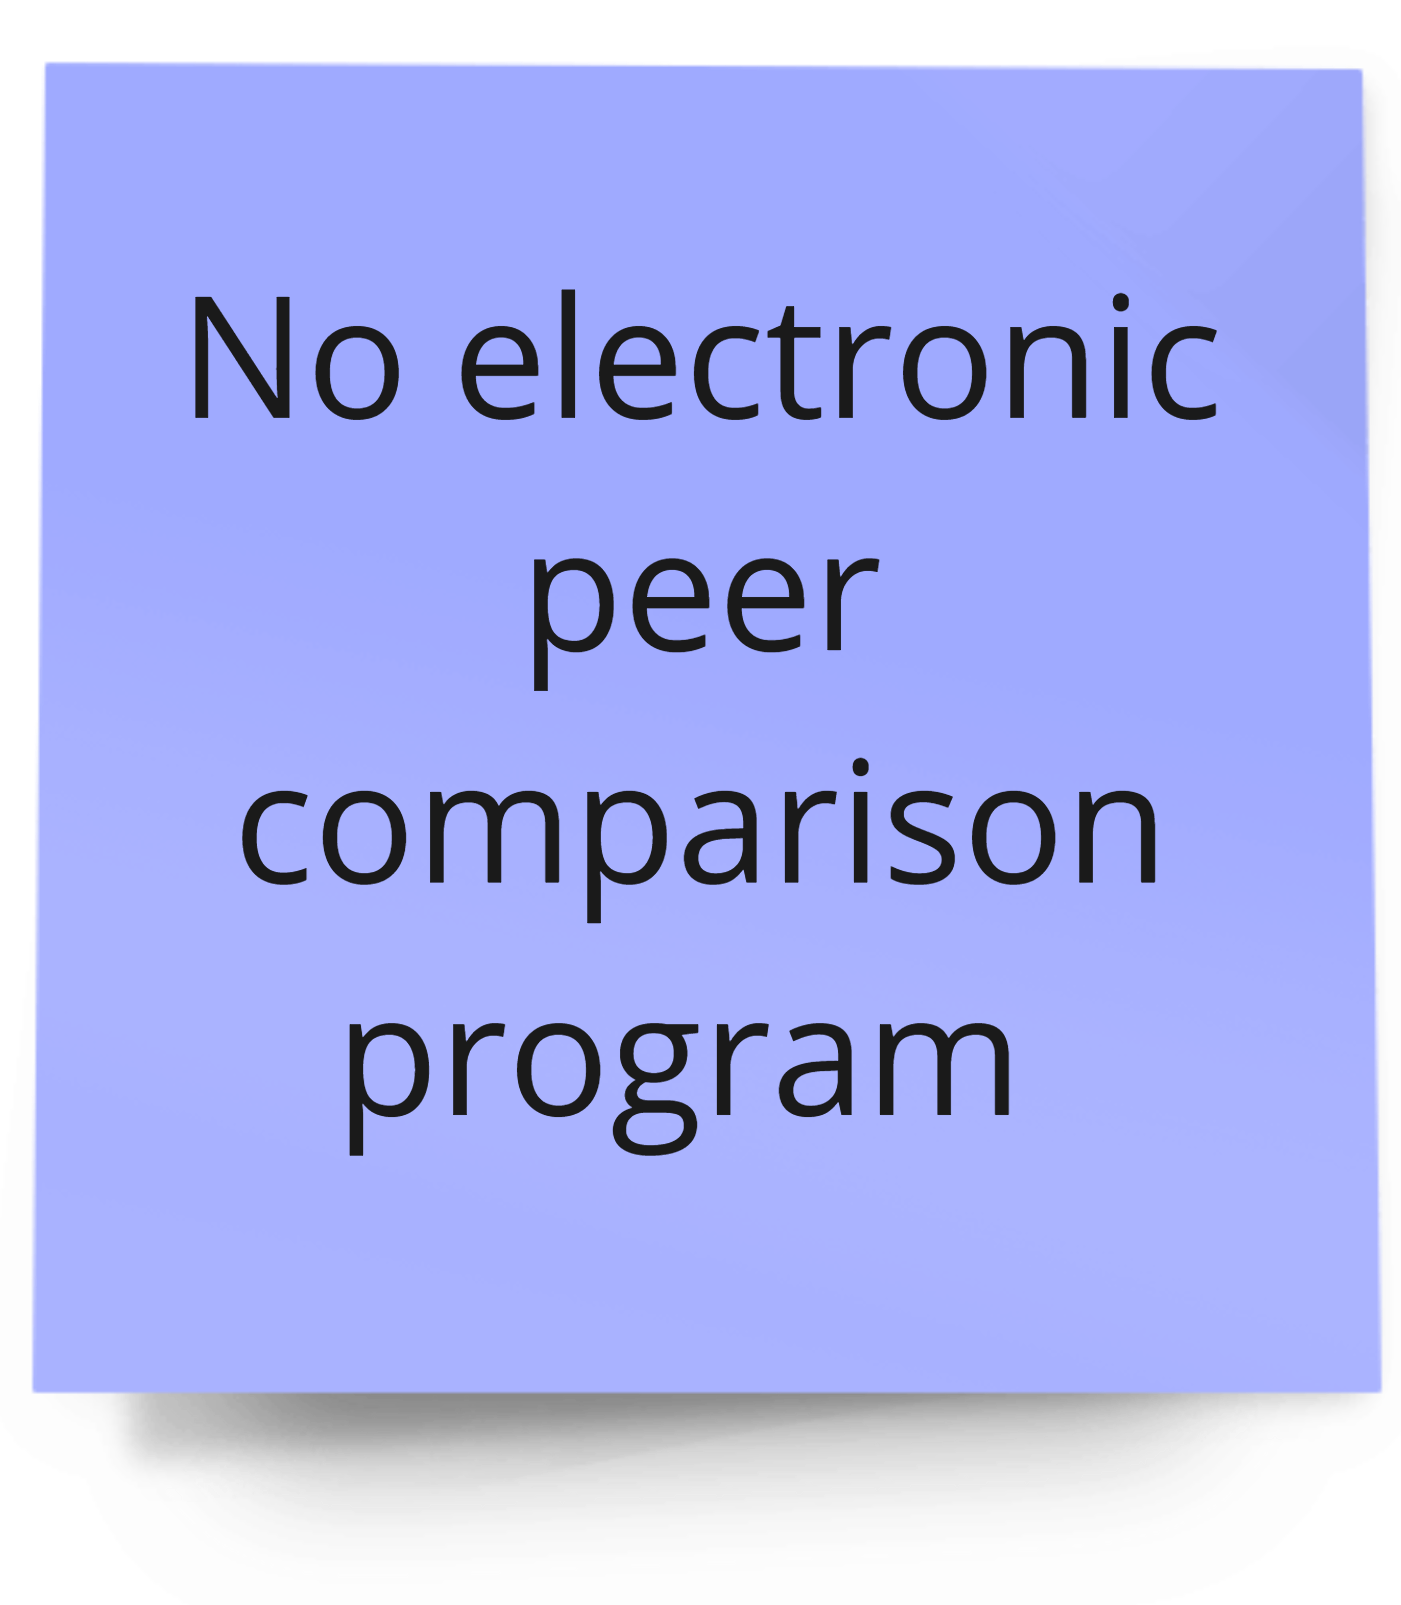 No electronic
peer
comparison
program